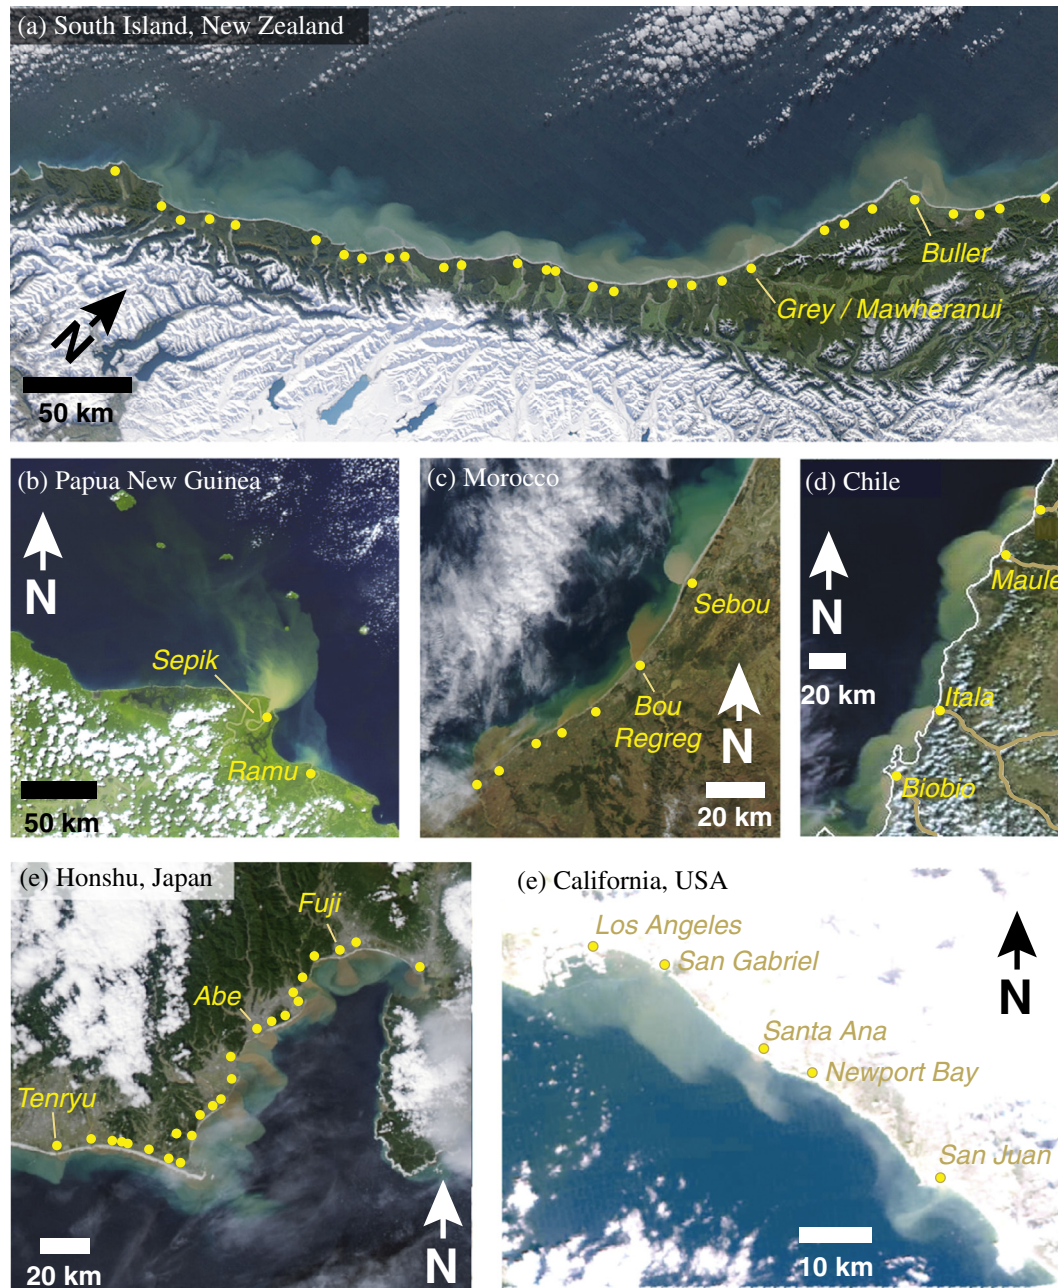 (a) South Island, New Zealand
Buller
Grey / Mawheranui
N
50 km
(b) Papua New Guinea
N
Sepik
Ramu
50 km
(c) Morocco
Sebou
Bou
Regreg
N
20 km
(d) Chile
Maule
N
20 km
Itala
Biobio
(e) Honshu, Japan
Fuji
Abe
Tenryu
N
20 km
(e) California, USA
Los Angeles
San Gabriel
N
Santa Ana
Newport Bay
San Juan
10 km